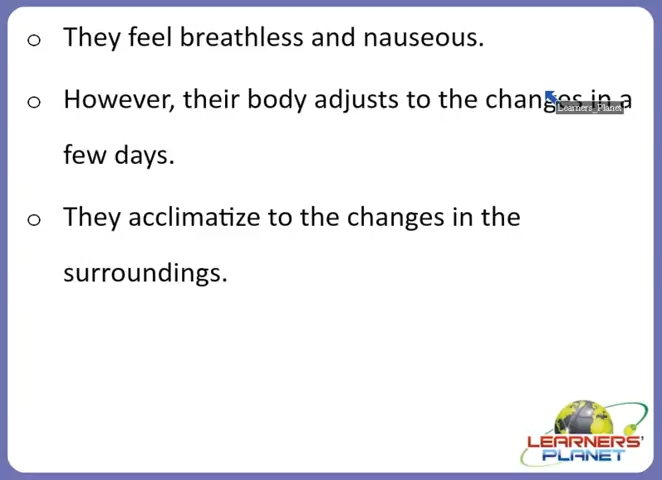 o They feel breathless and nauseous.
o However, their body adjusts to the changes in a
Learners_Planet
few days.
o They acclimatize to the changes in the
surroundings.
LEARNERS'
PLANET